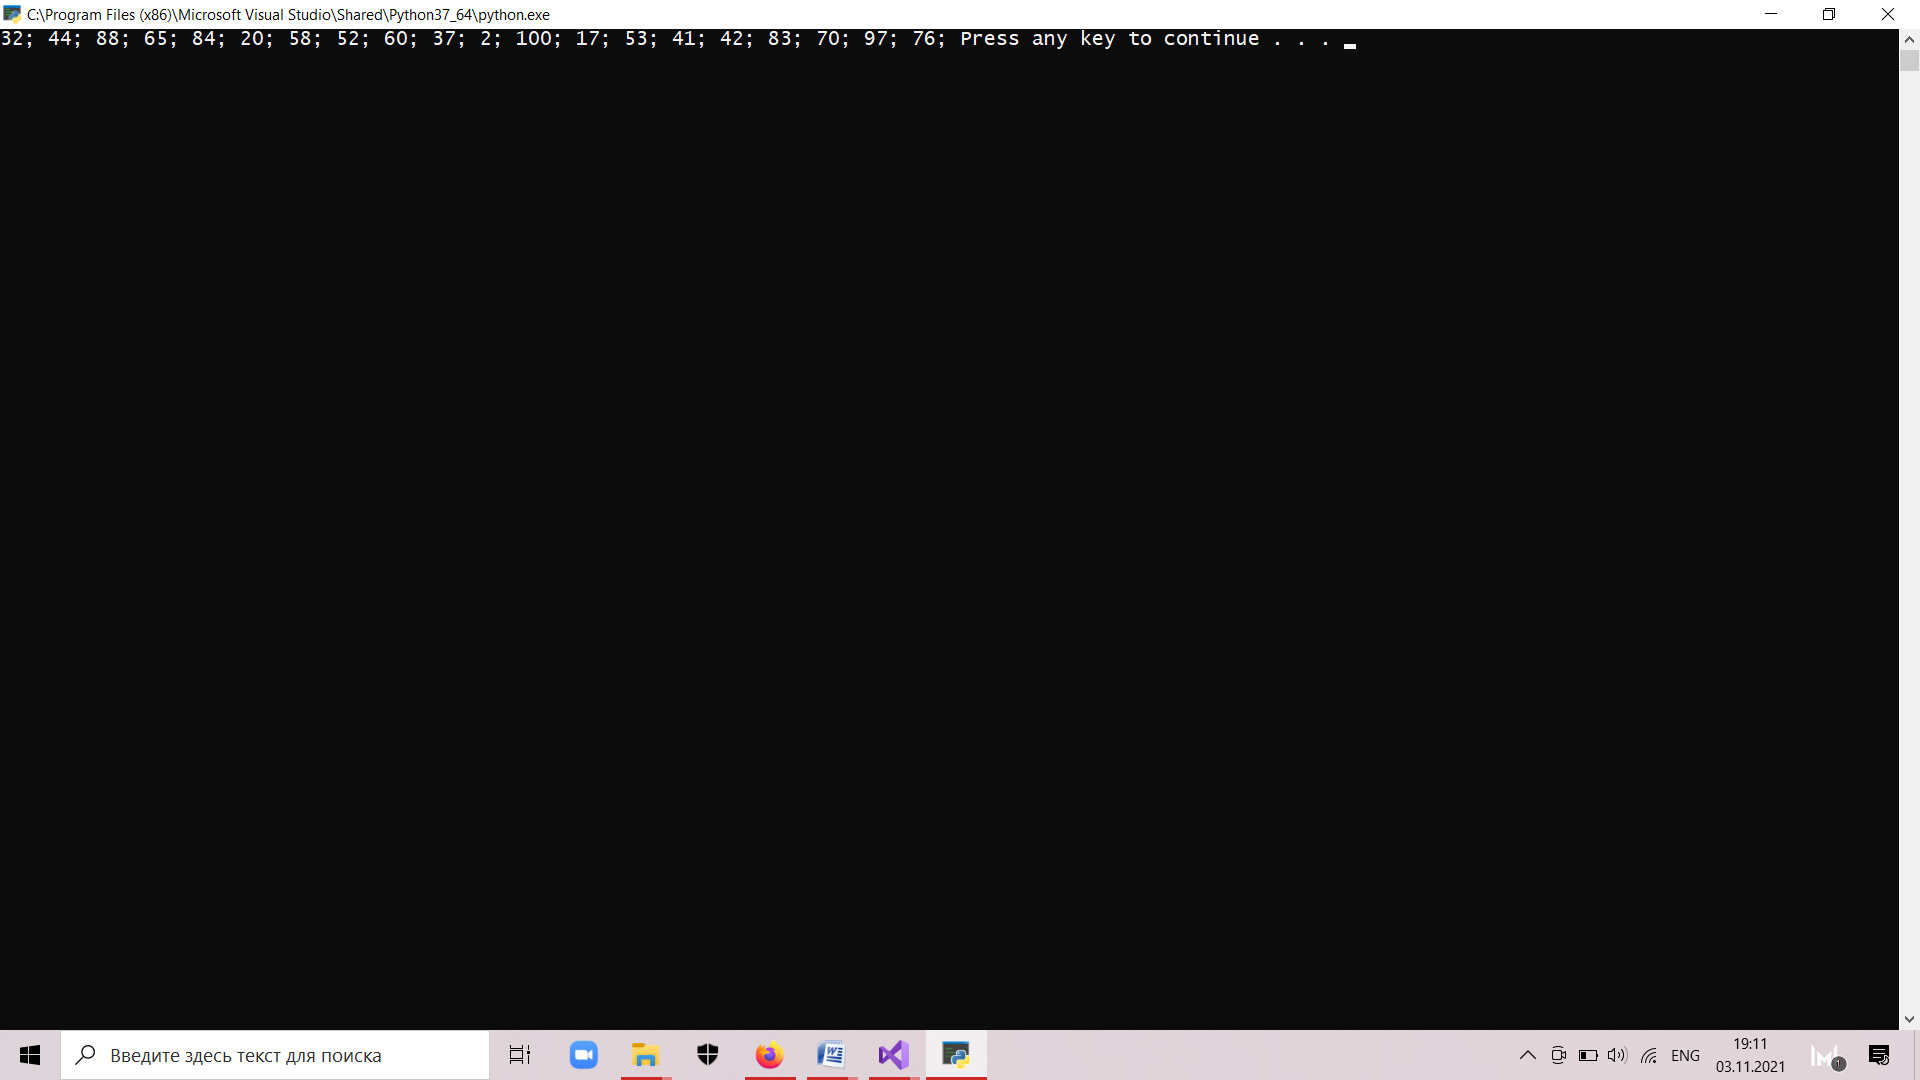 C:\Program Files (x86)\Microsoft Visual Studio\Shared\Python37_64\python.exe
32; 44; 88; 65; 84; 20; 58; 52; 60; 37; 2; 100; 17; 53; 41; 42; 83; 70; 97; 76; Press any key to continue . . .
Введите здесь текст для поиска
ENG
19:11
03.11.2021
1